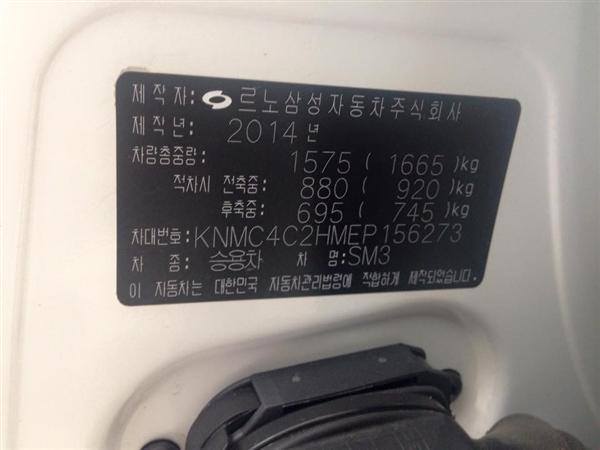 제 작 자: 르노삼성자동차주식회사
제 작 년: 2014년
차량총중량: 1575 ( 1665 )kg
적차시 전축중: 880 ( 920 )kg
후축중: 695 ( 745 )kg
차대번호: KNMC4C2HMEP156273
차 종: 승용차 차 명: SM3
이 자동차는 대한민국 자동차관리법령에 적합하게 제작되었습니다